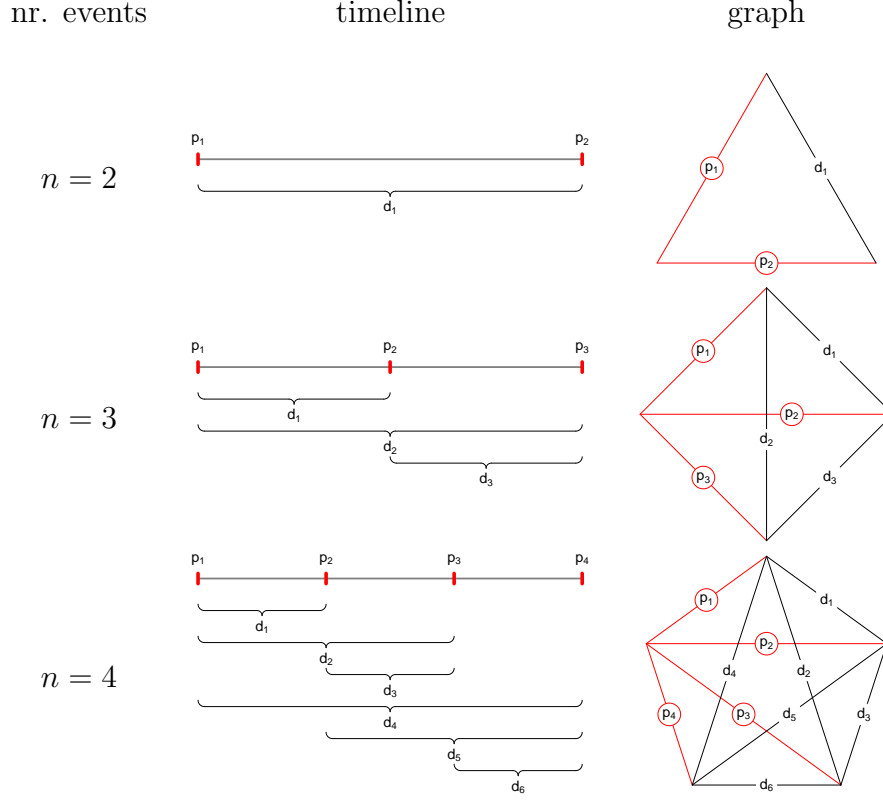 nr. events timeline graph
p₁ p₂
n = 2
d₁
p₁
d₁
p₂
p₁ p₂ p₃
n = 3
d₁
d₂
d₃
p₁
d₁
p₂
d₂
p₃
d₃
p₁ p₂ p₃ p₄
n = 4
d₁
d₂
d₃
d₄
d₅
d₆
p₁
d₁
p₂
d₄ d₂
p₄ p₃ d₅ d₃
d₆